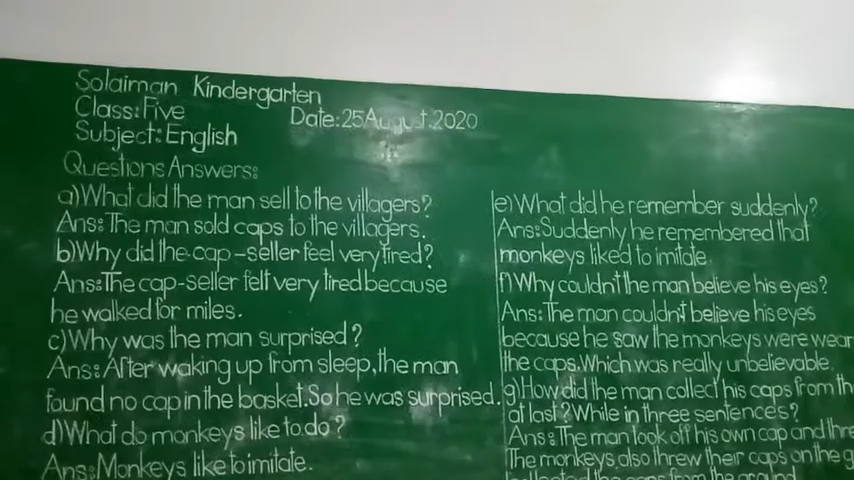 Solaiman Kindergarten
Class:Five
Date:25August.2020
Subject:English
Questions Answers:
a)What did the man sell to the villagers?
Ans:The man sold caps to the villagers.
b)Why did the cap-seller feel very tired?
Ans:The cap-seller felt very tired because
he walked for miles.
c)Why was the man surprised?
Ans:After waking up from sleep,the man
found no cap in the basket.So he was surprised.
d)What do monkeys like to do?
Ans:Monkeys like to imitate.
e)What did he remember suddenly?
Ans:Suddenly he remembered that
monkeys liked to imitate.
f)Why couldn't the man believe his eyes?
Ans:The man couldn't believe his eyes
because he saw the monkeys were
the caps.Which was really unbelievable.
g)How did the man collect his caps from
at last?While in three sentences?
Ans:The man took off his own cap and
The monkeys also threw their caps on the